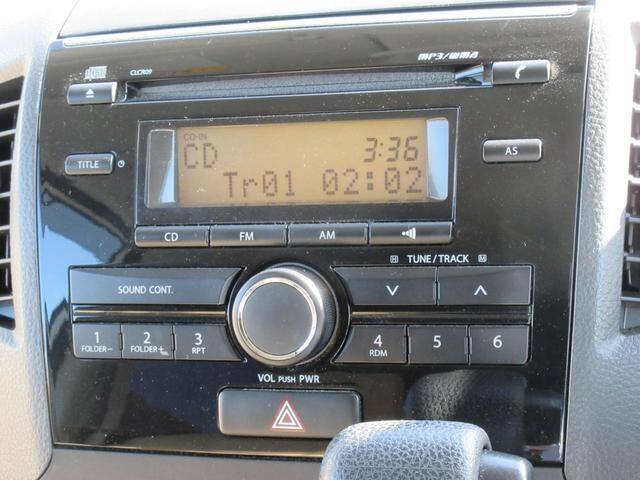 CLCR09
MP3/WMA
TITLE
CD-IN
CD 3:36
Tr01 02:02
AS
CD FM AM
TUNE/TRACK
SOUND CONT.
1 2 3
FOLDER− FOLDER+ RPT
4 5 6
RDM
VOL PUSH PWR